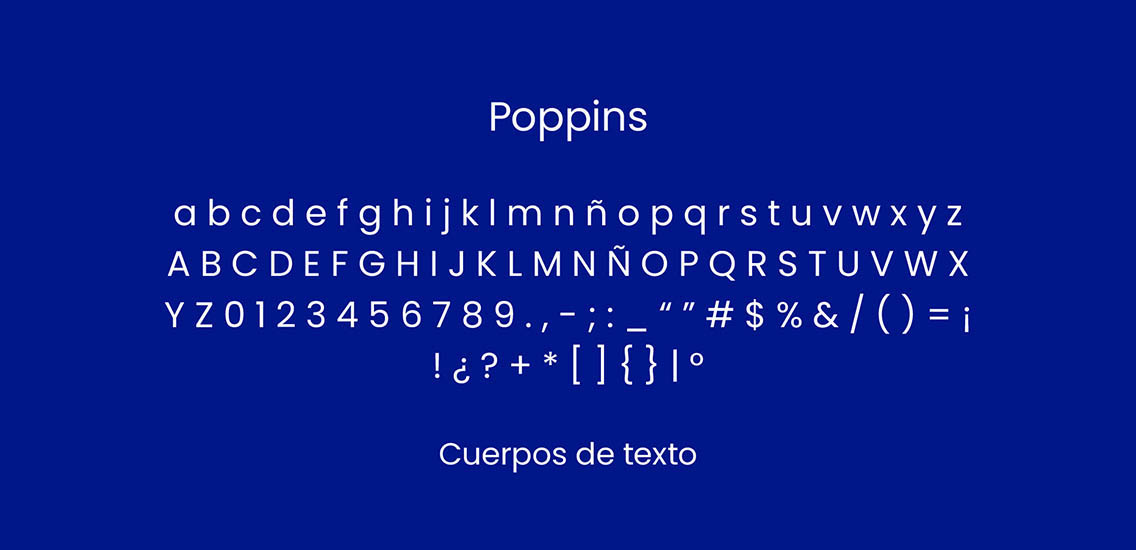 Poppins
a b c d e f g h i j k l m n ñ o p q r s t u v w x y z
A B C D E F G H I J K L M N Ñ O P Q R S T U V W X
Y Z 0 1 2 3 4 5 6 7 8 9 . , - ; : _ “ ” # $ % & / ( ) = ¡
! ¿ ? + * [ ] { } | º
Cuerpos de texto